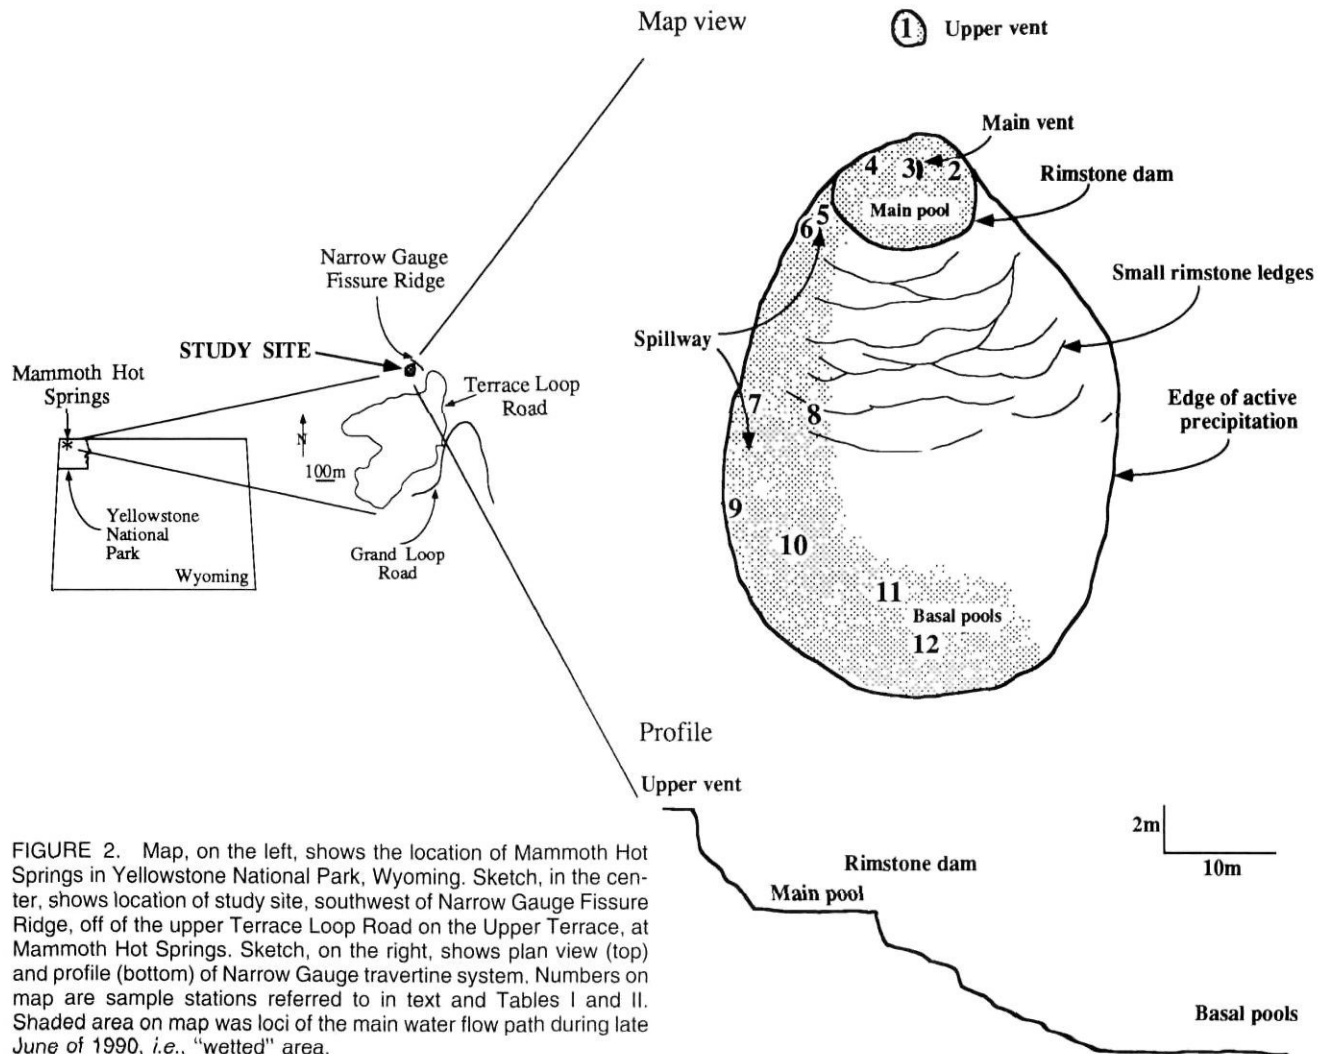 Map view
1 Upper vent
Main vent
4 3 2
Rimstone dam
Main pool
5
6
Small rimstone ledges
Spillway
7 8
Edge of active
precipitation
9
10
11
Basal pools
12
Narrow Gauge
Fissure Ridge
STUDY SITE
Mammoth Hot
Springs
Terrace Loop
Road
N
100m
Yellowstone
National
Park
Wyoming
Grand Loop
Road
Profile
Upper vent
Rimstone dam
Main pool
Basal pools
2m
10m
FIGURE 2. Map, on the left, shows the location of Mammoth Hot
Springs in Yellowstone National Park, Wyoming. Sketch, in the cen-
ter, shows location of study site, southwest of Narrow Gauge Fissure
Ridge, off of the upper Terrace Loop Road on the Upper Terrace, at
Mammoth Hot Springs. Sketch, on the right, shows plan view (top)
and profile (bottom) of Narrow Gauge travertine system. Numbers on
map are sample stations referred to in text and Tables I and II.
Shaded area on map was loci of the main water flow path during late
June of 1990, i.e., "wetted" area.